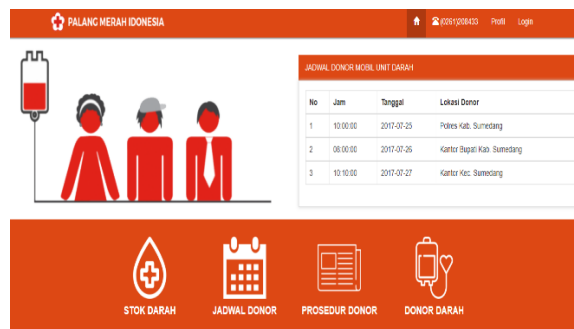 PALANG MERAH IDONESIA
(0261)208433 Profil Login
JADWAL DONOR MOBIL UNIT DARAH
No Jam Tanggal Lokasi Donor
1 10:00:00 2017-07-25 Polres Kab. Sumedang
2 08:00:00 2017-07-26 Kantor Bupati Kab. Sumedang
3 10:10:00 2017-07-27 Kantor Kec. Sumedang
STOK DARAH JADWAL DONOR PROSEDUR DONOR DONOR DARAH